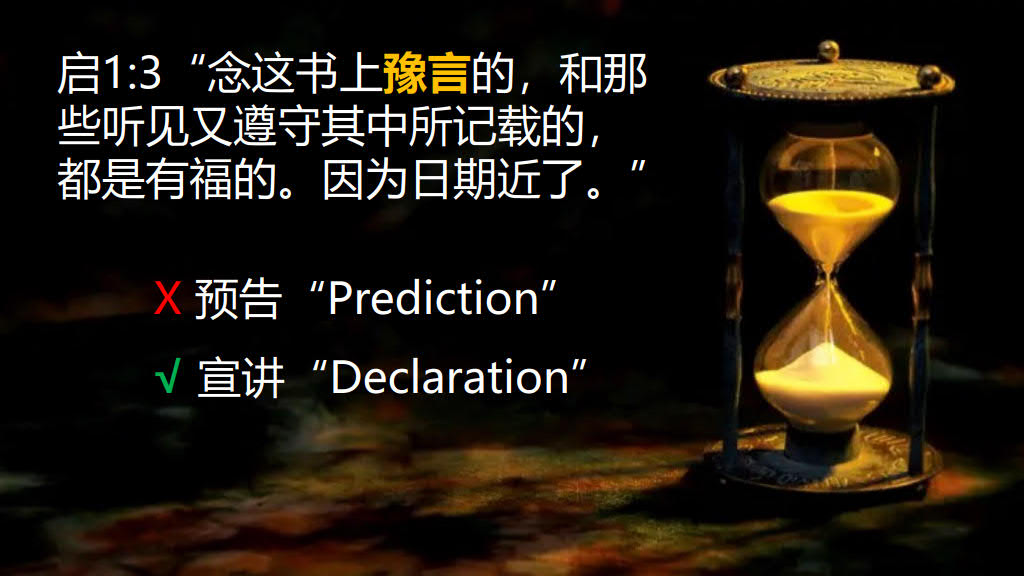 启1:3“念这书上豫言的，和那
些听见又遵守其中所记载的，
都是有福的。因为日期近了。”
X 预告“Prediction”
√ 宣讲“Declaration”